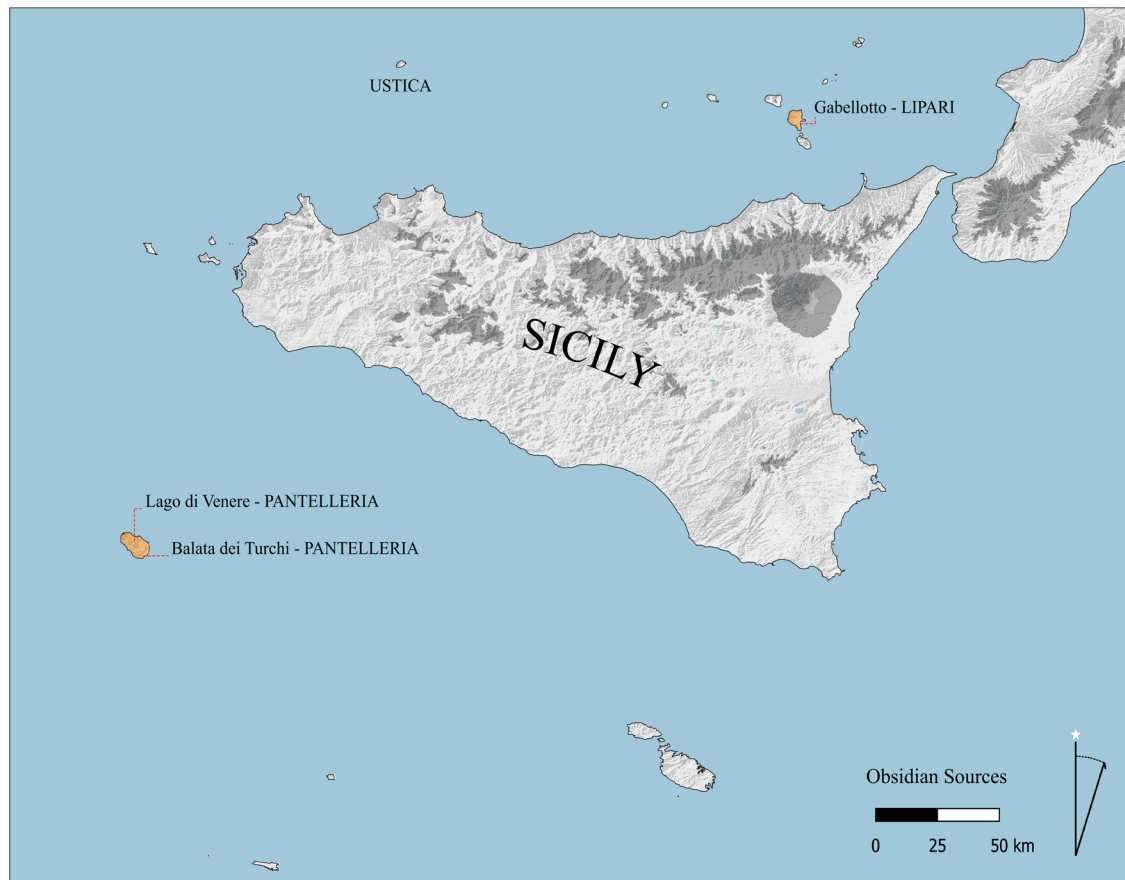 USTICA
Gabellotto - LIPARI
SICILY
Lago di Venere - PANTELLERIA
Balata dei Turchi - PANTELLERIA
Obsidian Sources
0 25 50 km